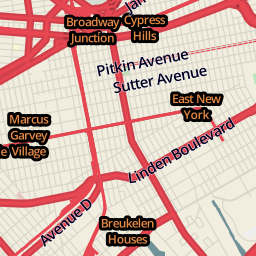 Jam
Broadway
Junction
Cypress
Hills
Pitkin Avenue
Sutter Avenue
East New
York
Marcus
Garvey
e Village
Linden Boulevard
Avenue D
Breukelen
Houses